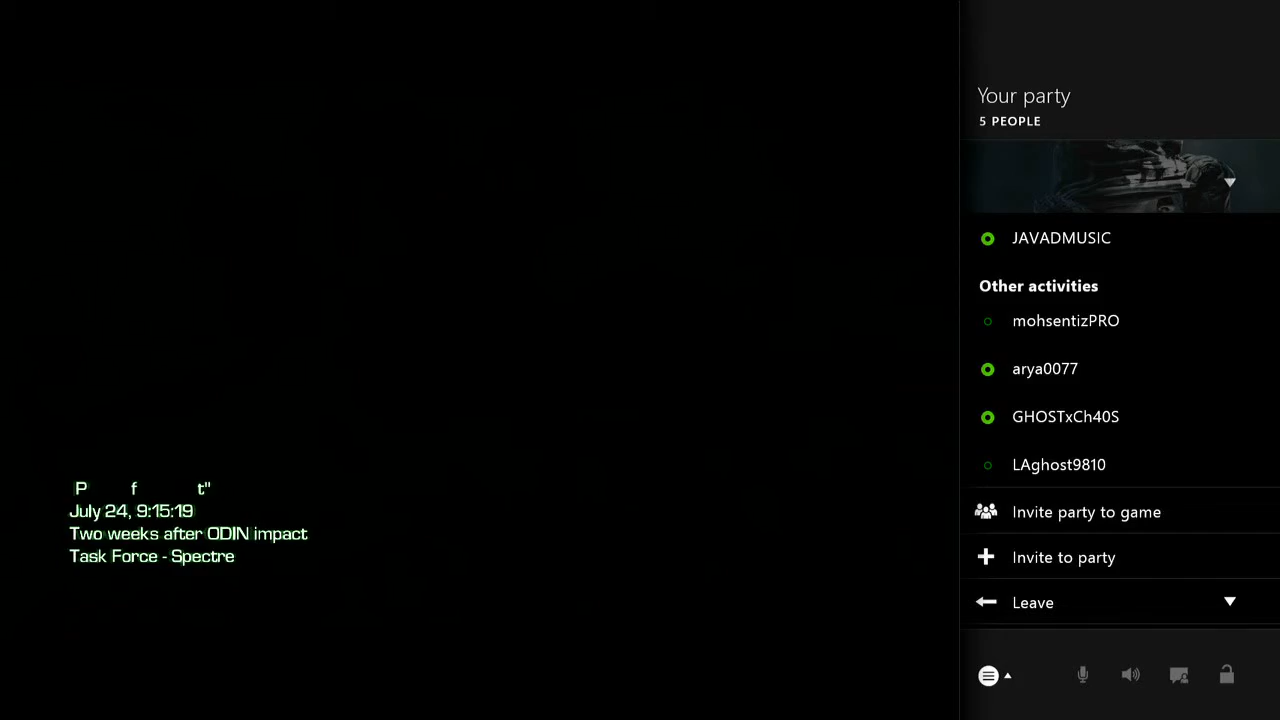 P f t"
July 24, 9:15:19
Two weeks after ODIN impact
Task Force - Spectre
Your party
5 PEOPLE
JAVADMUSIC
Other activities
mohsentizPRO
arya0077
GHOSTxCh40S
LAghost9810
Invite party to game
Invite to party
Leave